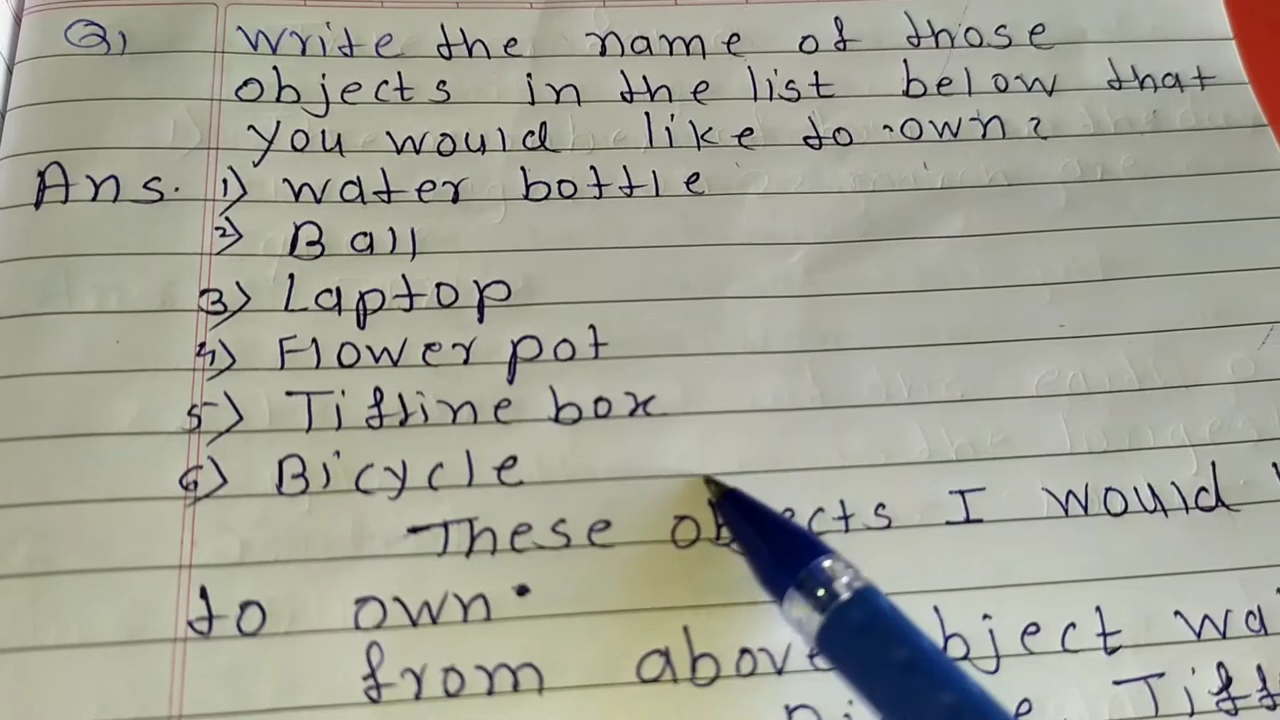 Q1 Write the name of those
objects in the list below that
you would like to own?
Ans. 1) water bottle
2) Ball
3) Laptop
4) Flower pot
5) Tiffine box
6) Bicycle
These objects I would
to own.
from above object
Tiff